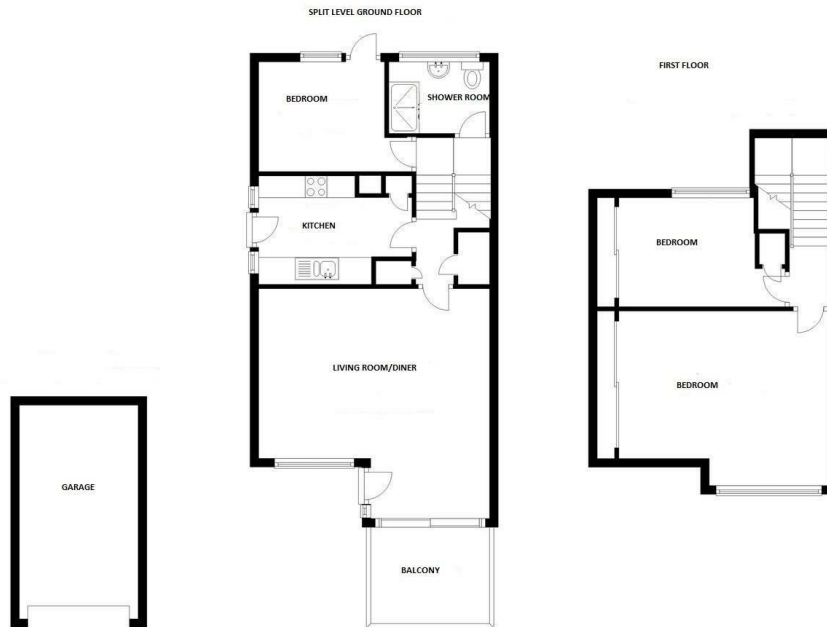 SPLIT LEVEL GROUND FLOOR
BEDROOM
SHOWER ROOM
KITCHEN
LIVING ROOM/DINER
BALCONY
GARAGE
FIRST FLOOR
BEDROOM
BEDROOM